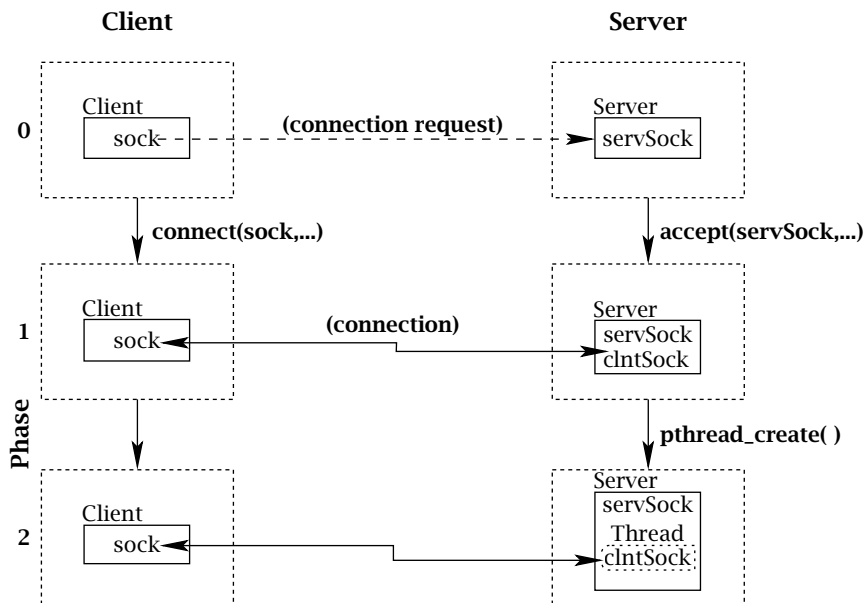 Client
Server
0
Client
sock
(connection request)
Server
servSock
connect(sock,...)
accept(servSock,...)
1
Client
sock
(connection)
Server
servSock
clntSock
Phase
pthread_create( )
2
Client
sock
Server
servSock
Thread
clntSock